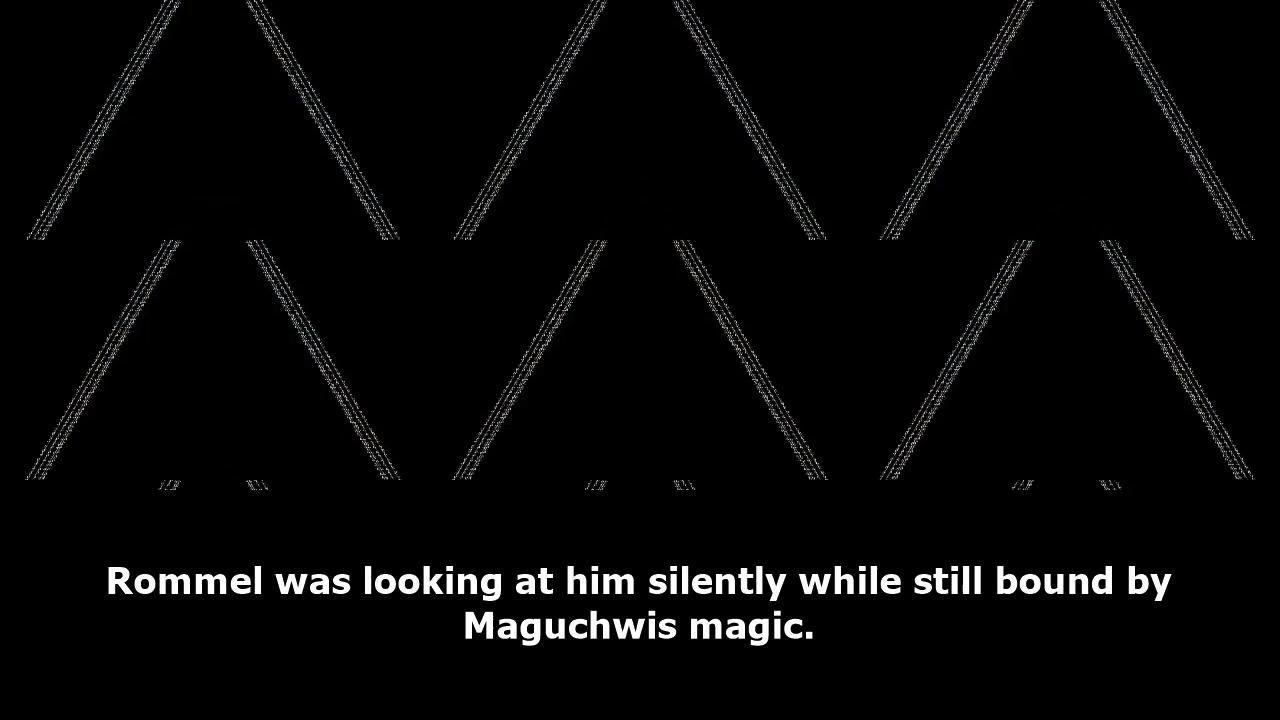 Rommel was looking at him silently while still bound by
Maguchwis magic.